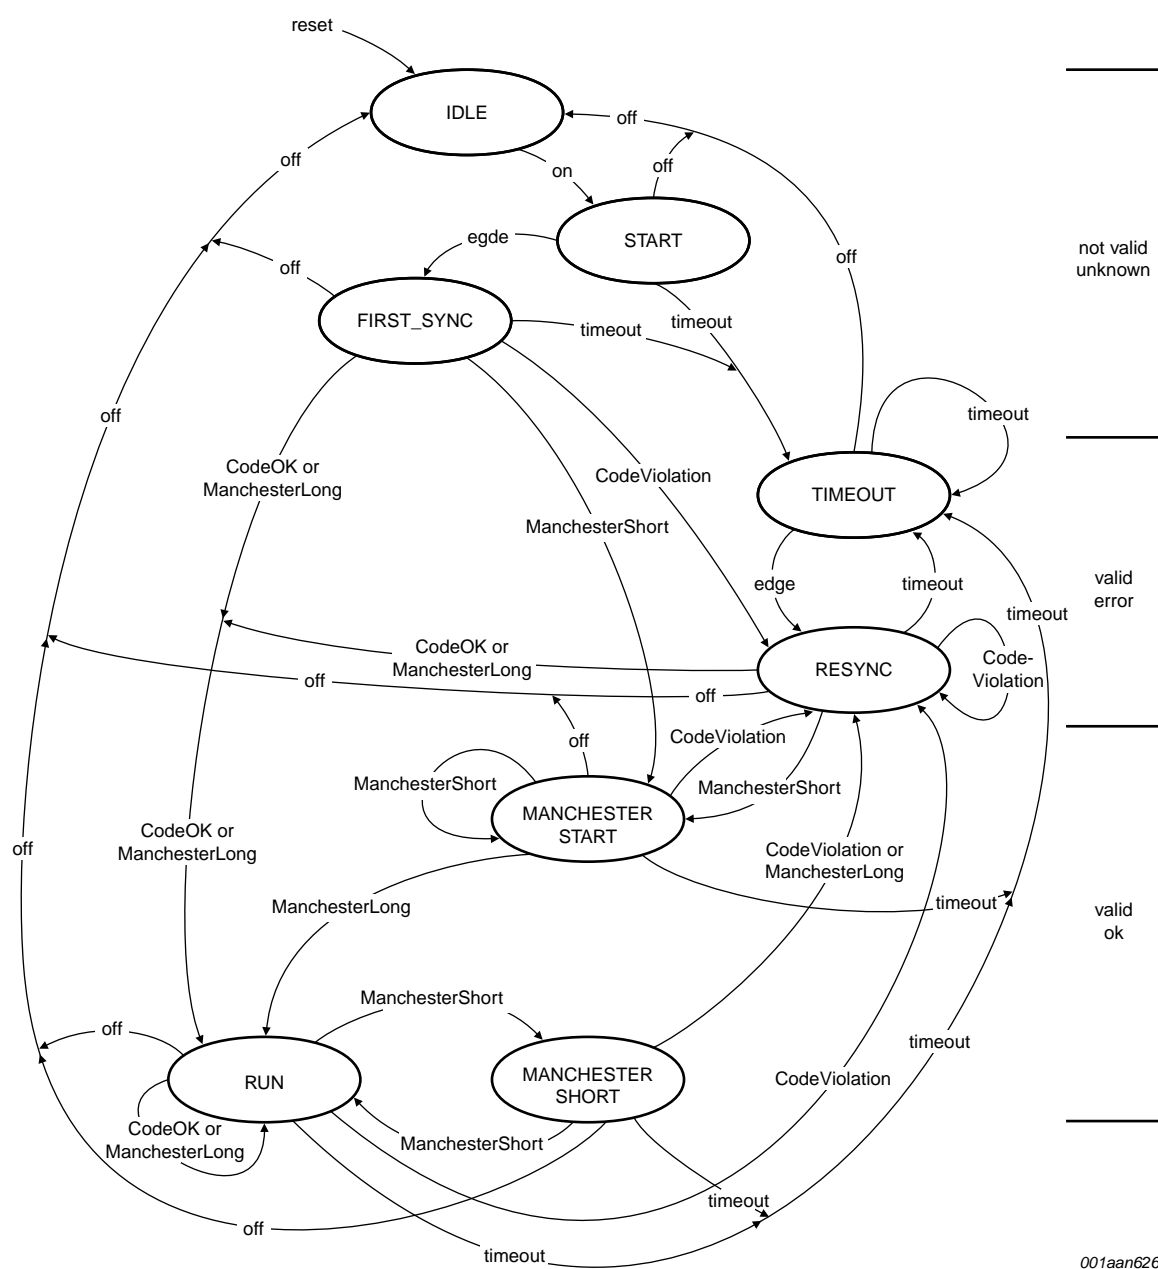 reset
IDLE
off
off
on
off
START
egde
not valid
unknown
off
off
FIRST_SYNC
timeout
timeout
off
timeout
CodeOK or
ManchesterLong
CodeViolation
TIMEOUT
ManchesterShort
edge
timeout
valid
error
timeout
CodeOK or
ManchesterLong
RESYNC
Code-
Violation
off
off
off
CodeViolation
ManchesterShort
ManchesterShort
MANCHESTER
START
CodeOK or
ManchesterLong
off
CodeViolation or
ManchesterLong
ManchesterLong
timeout
valid
ok
ManchesterShort
off
timeout
RUN
MANCHESTER
SHORT
CodeViolation
CodeOK or
ManchesterLong
ManchesterShort
timeout
off
timeout
001aan626